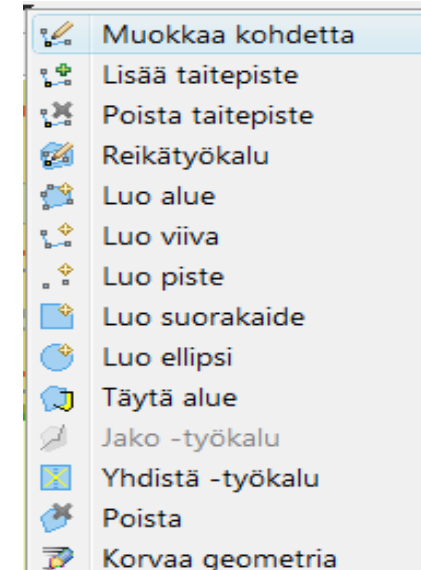 Muokkaa kohdetta
Lisää taitepiste
Poista taitepiste
Reikätyökalu
Luo alue
Luo viiva
Luo piste
Luo suorakaide
Luo ellipsi
Täytä alue
Jako -työkalu
Yhdistä -työkalu
Poista
Korvaa geometria